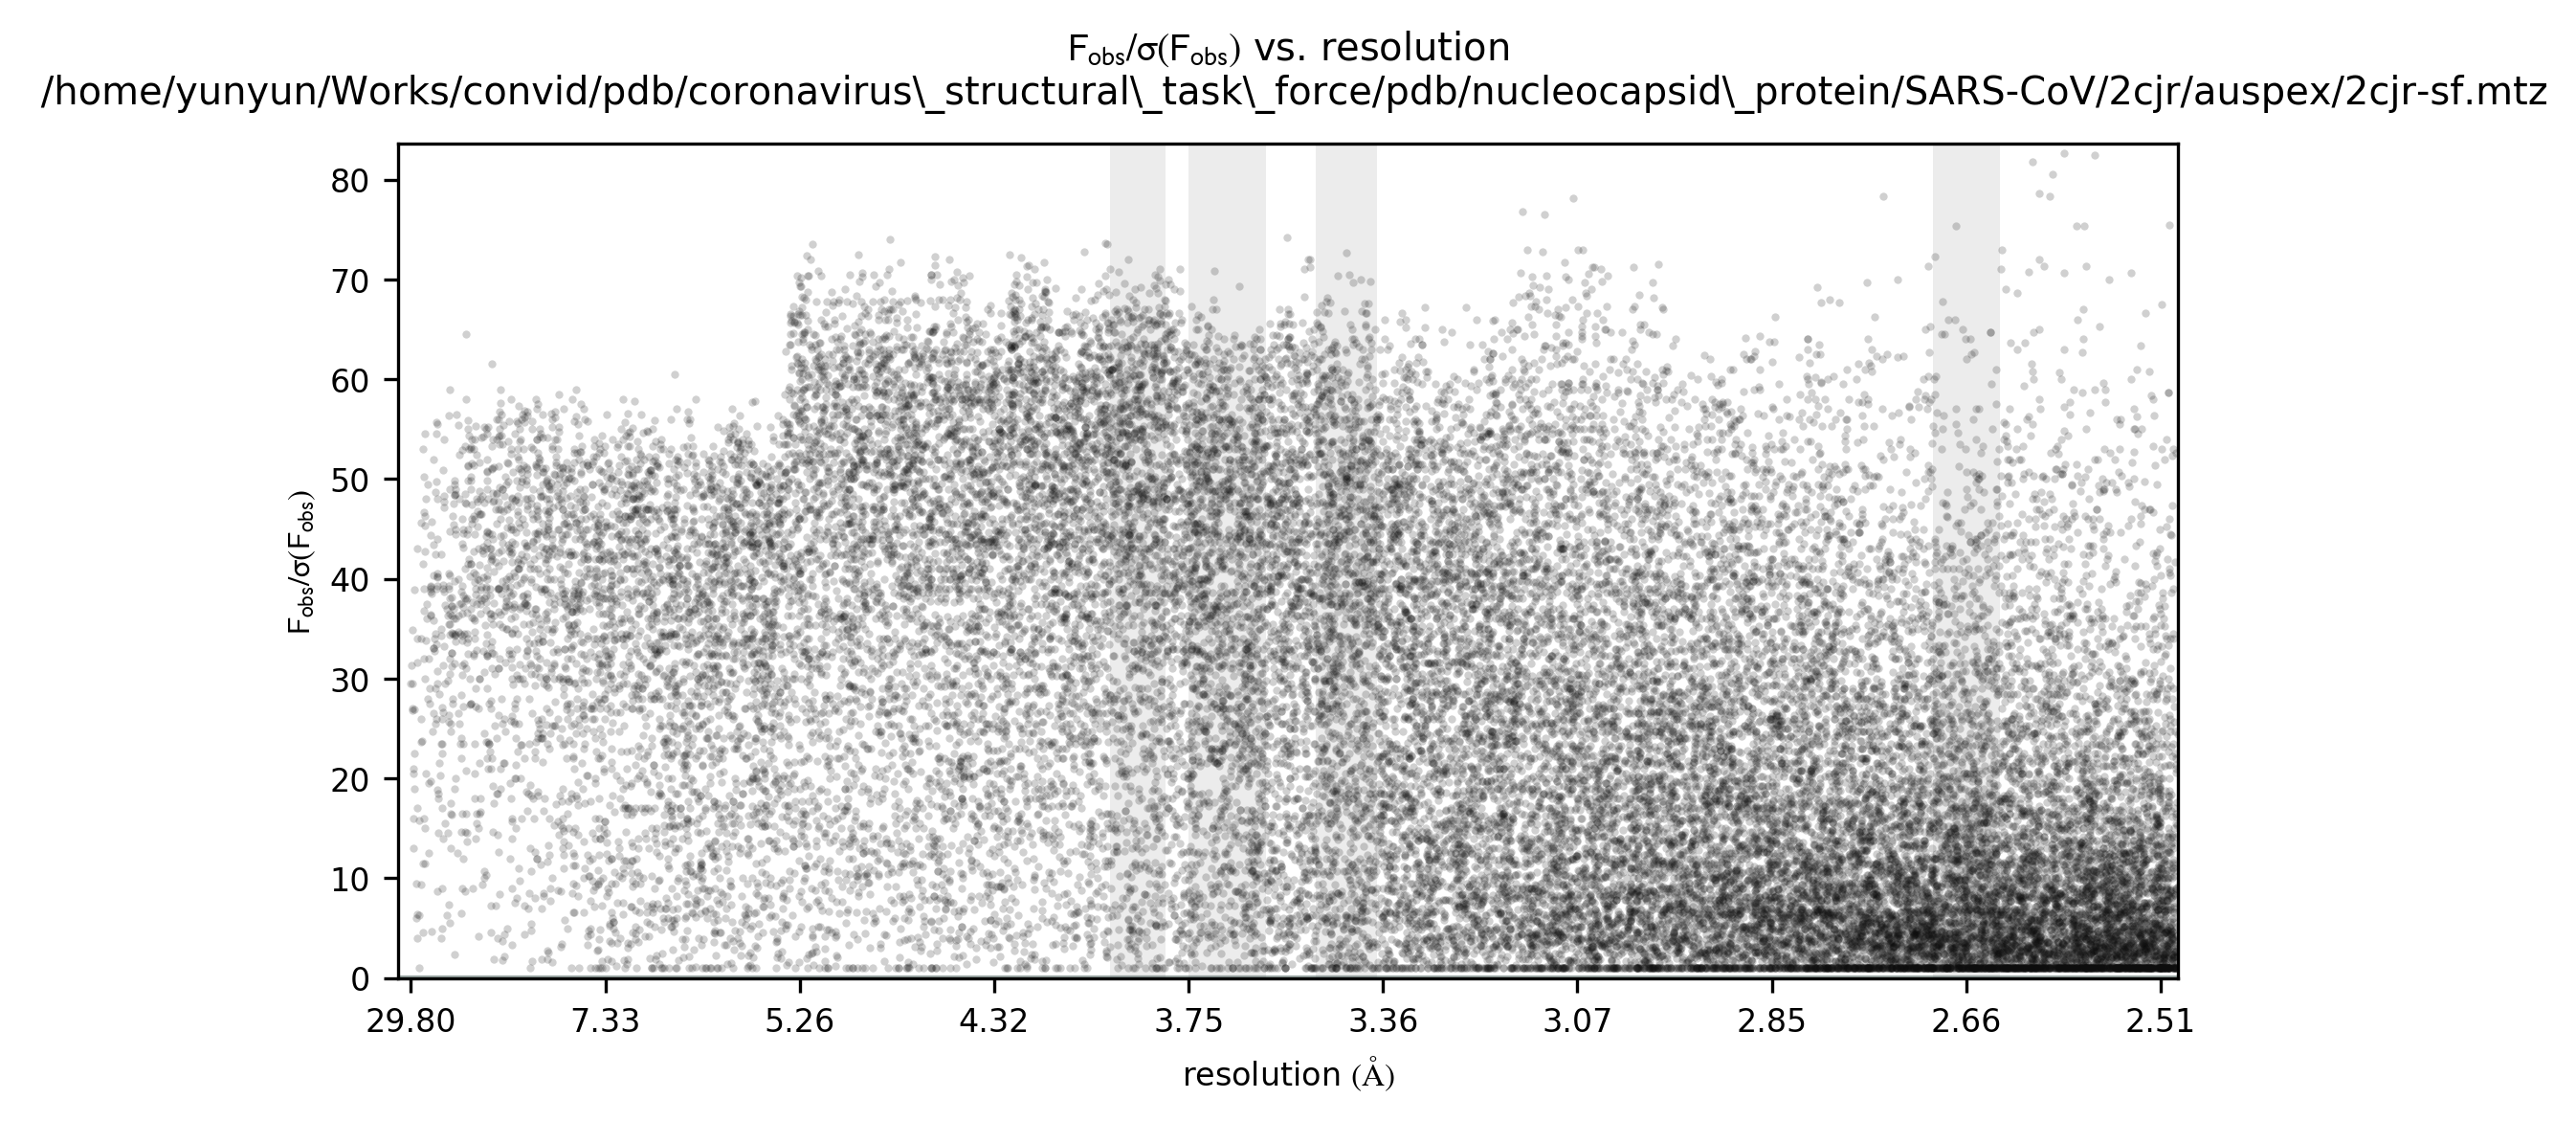 Fobs/σ(Fobs) vs. resolution
/home/yunyun/Works/convid/pdb/coronavirus\_structural\_task\_force/pdb/nucleocapsid\_protein/SARS-CoV/2cjr/auspex/2cjr-sf.mtz
80
70
60
50
40
30
20
10
0
Fobs/σ(Fobs)
29.80 7.33 5.26 4.32 3.75 3.36 3.07 2.85 2.66 2.51
resolution (Å)